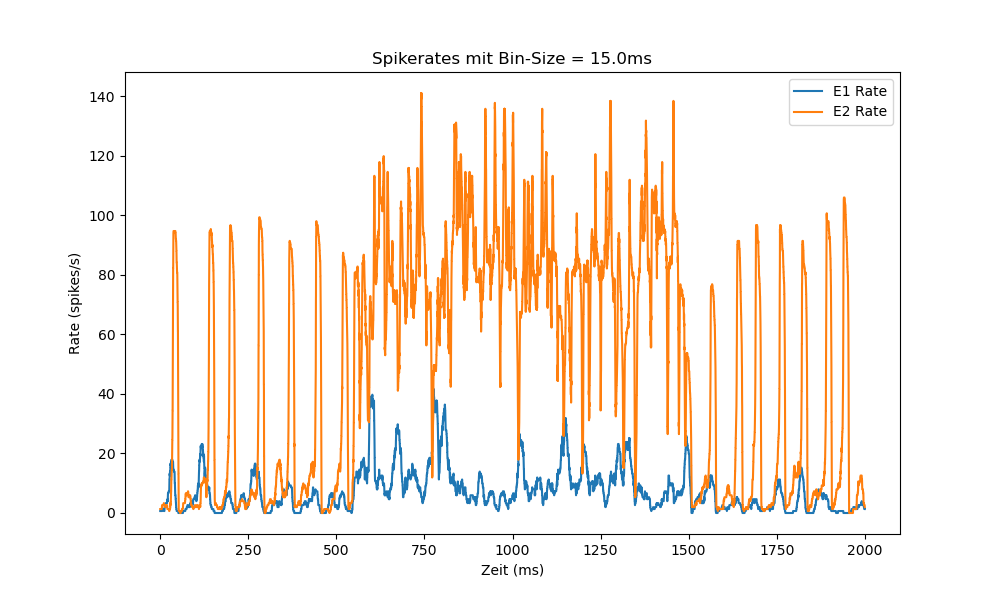 Spikerates mit Bin-Size = 15.0ms
E1 Rate
E2 Rate
Rate (spikes/s)
140
120
100
80
60
40
20
0
0 250 500 750 1000 1250 1500 1750 2000
Zeit (ms)